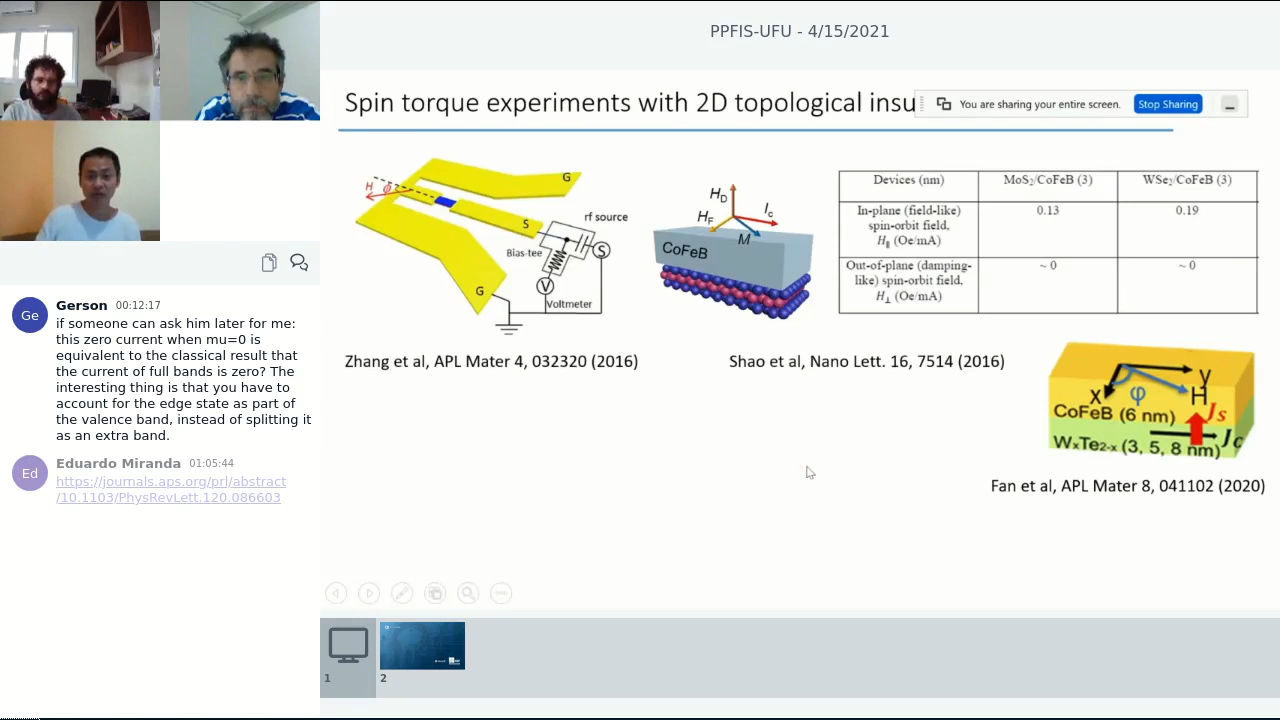 PPFIS-UFU - 4/15/2021
Ge
Gerson 00:12:17
if someone can ask him later for me:
this zero current when mu=0 is
equivalent to the classical result that
the current of full bands is zero? The
interesting thing is that you have to
account for the edge state as part of
the valence band, instead of splitting it
as an extra band.
Ed
Eduardo Miranda 01:05:44
https://journals.aps.org/prl/abstract
/10.1103/PhysRevLett.120.086603
Spin torque experiments with 2D topological insu
You are sharing your entire screen.
Stop Sharing
H φ
G
S
rf source
Bias-tee
S
V
G
Voltmeter
Zhang et al, APL Mater 4, 032320 (2016)
HD
HF
Ic
M
CoFeB
Shao et al, Nano Lett. 16, 7514 (2016)
Devices (nm) MoS2/CoFeB (3) WSe2/CoFeB (3)
In-plane (field-like) 0.13 0.19
spin-orbit field,
H∥ (Oe/mA)
Out-of-plane (damping- ~ 0 ~ 0
like) spin-orbit field,
H⊥ (Oe/mA)
y
x φ H
CoFeB (6 nm) Js
WxTe2-x (3, 5, 8 nm) Jc
Fan et al, APL Mater 8, 041102 (2020)
1
2